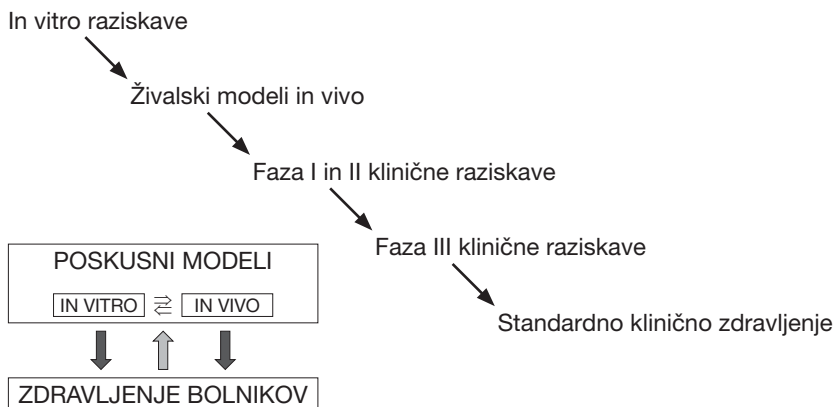 In vitro raziskave
Živalski modeli in vivo
Faza I in II klinične raziskave
Faza III klinične raziskave
Standardno klinično zdravljenje
POSKUSNI MODELI
IN VITRO IN VIVO
ZDRAVLJENJE BOLNIKOV